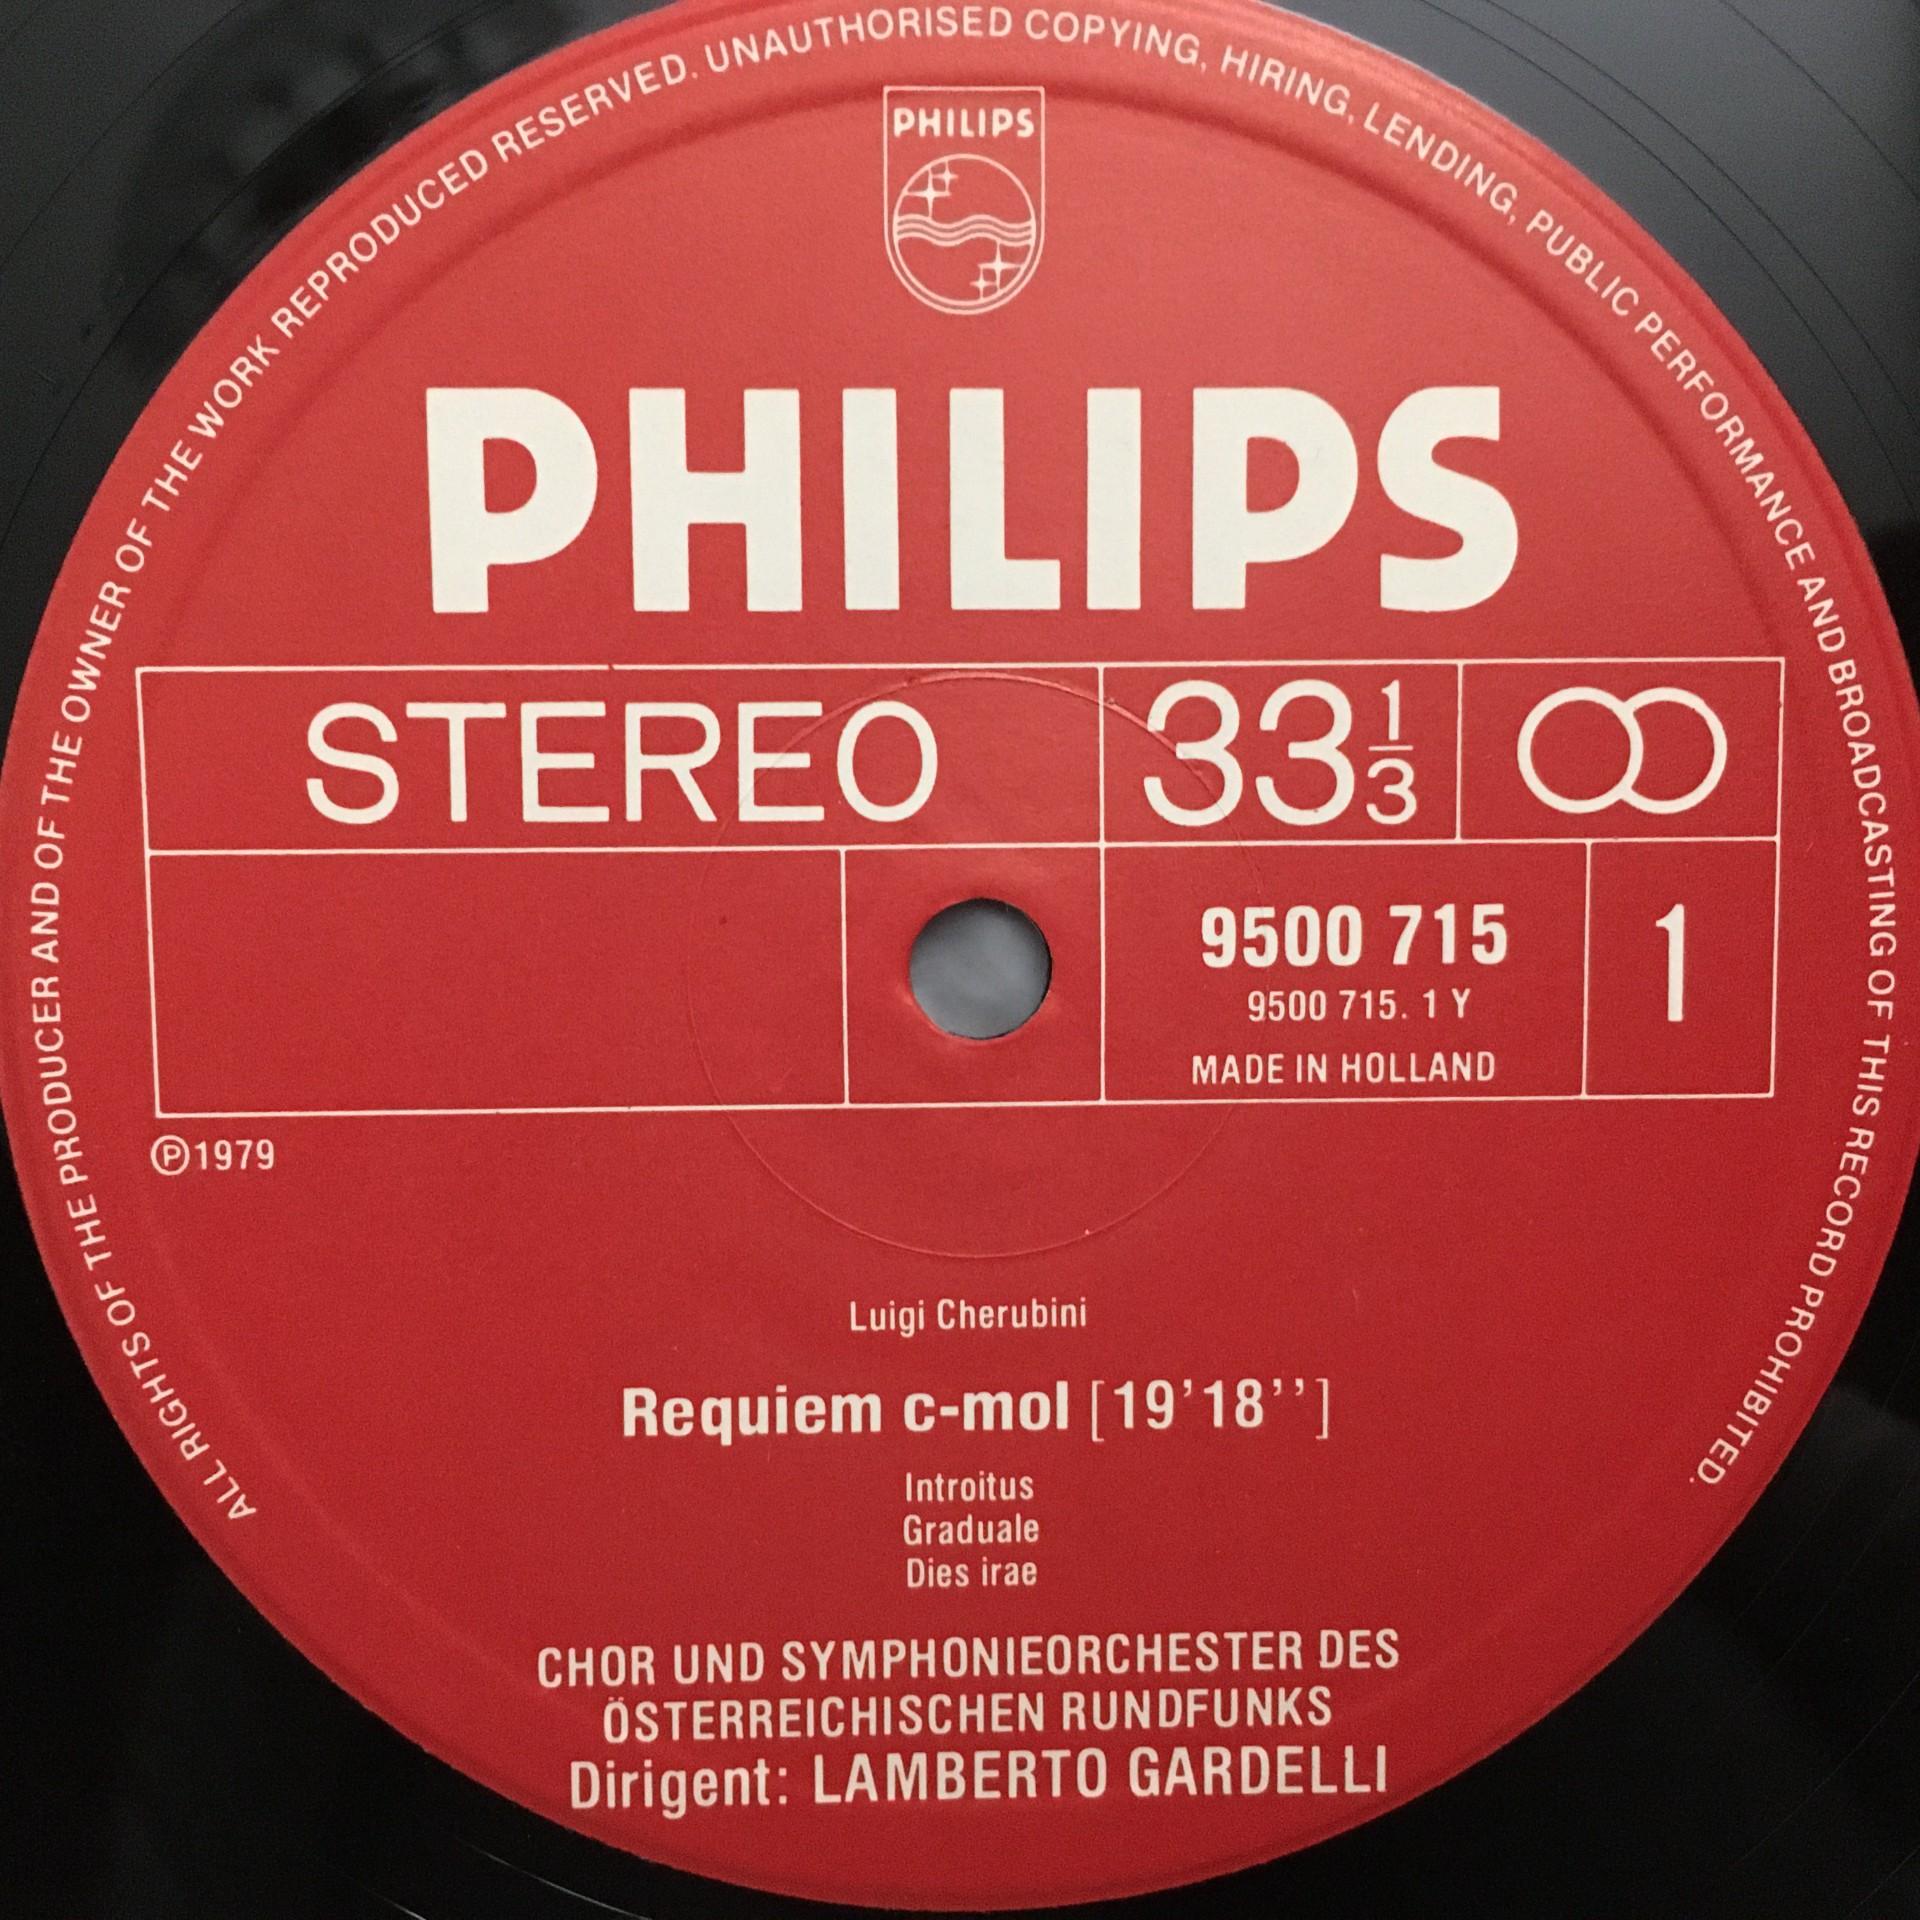 ALL RIGHTS OF THE PRODUCER AND OF THE OWNER OF THE WORK REPRODUCED RESERVED. UNAUTHORISED COPYING, HIRING, LENDING, PUBLIC PERFORMANCE AND BROADCASTING OF THIS RECORD PROHIBITED.
PHILIPS
PHILIPS
STEREO 33 1/3
9500 715 1
9500 715. 1 Y
MADE IN HOLLAND
Ⓟ1979
Luigi Cherubini
Requiem c-mol [19'18'']
Introitus
Graduale
Dies irae
CHOR UND SYMPHONIEORCHESTER DES
ÖSTERREICHISCHEN RUNDFUNKS
Dirigent: LAMBERTO GARDELLI